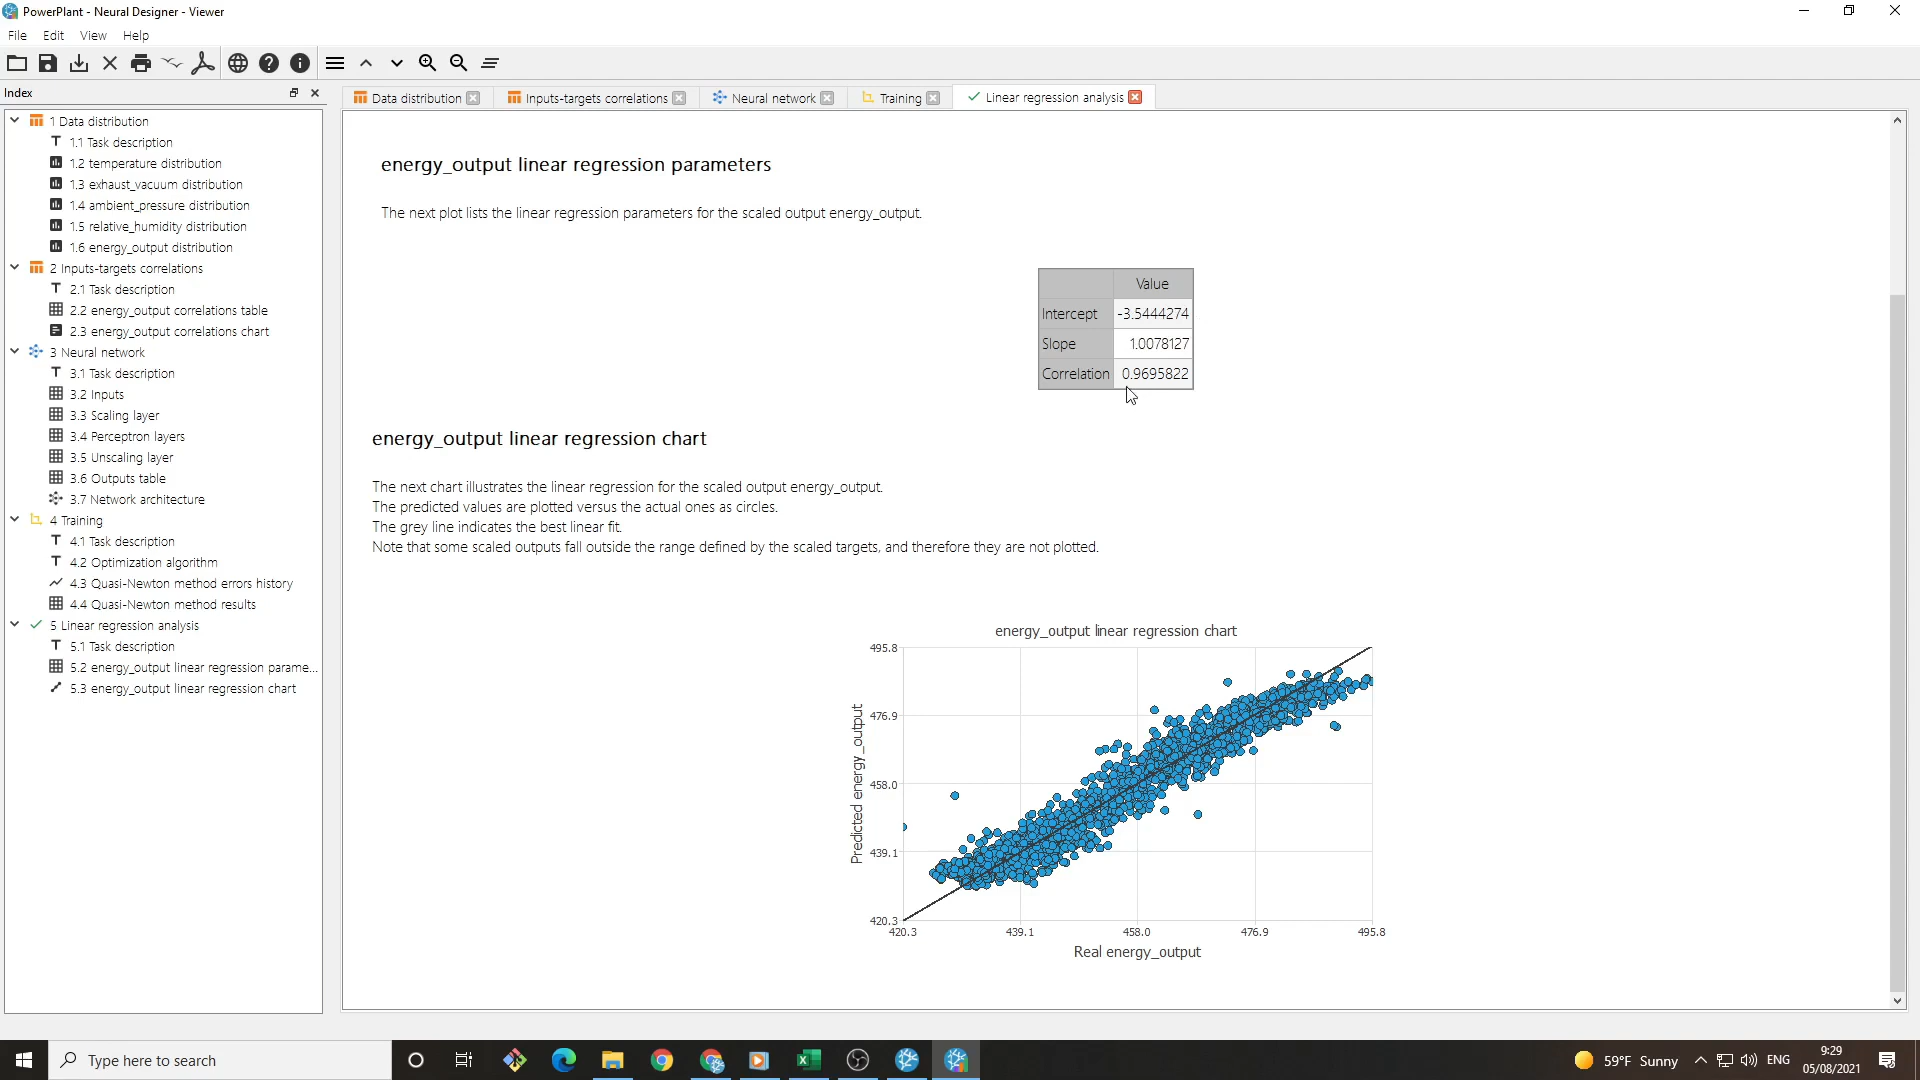 PowerPlant - Neural Designer - Viewer
File Edit View Help
Index
1 Data distribution
1.1 Task description
1.2 temperature distribution
1.3 exhaust_vacuum distribution
1.4 ambient_pressure distribution
1.5 relative_humidity distribution
1.6 energy_output distribution
2 Inputs-targets correlations
2.1 Task description
2.2 energy_output correlations table
2.3 energy_output correlations chart
3 Neural network
3.1 Task description
3.2 Inputs
3.3 Scaling layer
3.4 Perceptron layers
3.5 Unscaling layer
3.6 Outputs table
3.7 Network architecture
4 Training
4.1 Task description
4.2 Optimization algorithm
4.3 Quasi-Newton method errors history
4.4 Quasi-Newton method results
5 Linear regression analysis
5.1 Task description
5.2 energy_output linear regression parame...
5.3 energy_output linear regression chart
Data distribution Inputs-targets correlations Neural network Training Linear regression analysis
energy_output linear regression parameters
The next plot lists the linear regression parameters for the scaled output energy_output.
Value
Intercept -3.5444274
Slope 1.0078127
Correlation 0.9695822
energy_output linear regression chart
The next chart illustrates the linear regression for the scaled output energy_output.
The predicted values are plotted versus the actual ones as circles.
The grey line indicates the best linear fit.
Note that some scaled outputs fall outside the range defined by the scaled targets, and therefore they are not plotted.
energy_output linear regression chart
495.8
476.9
458.0
439.1
420.3
Predicted energy_output
420.3 439.1 458.0 476.9 495.8
Real energy_output
Type here to search
59°F Sunny
ENG
9:29
05/08/2021